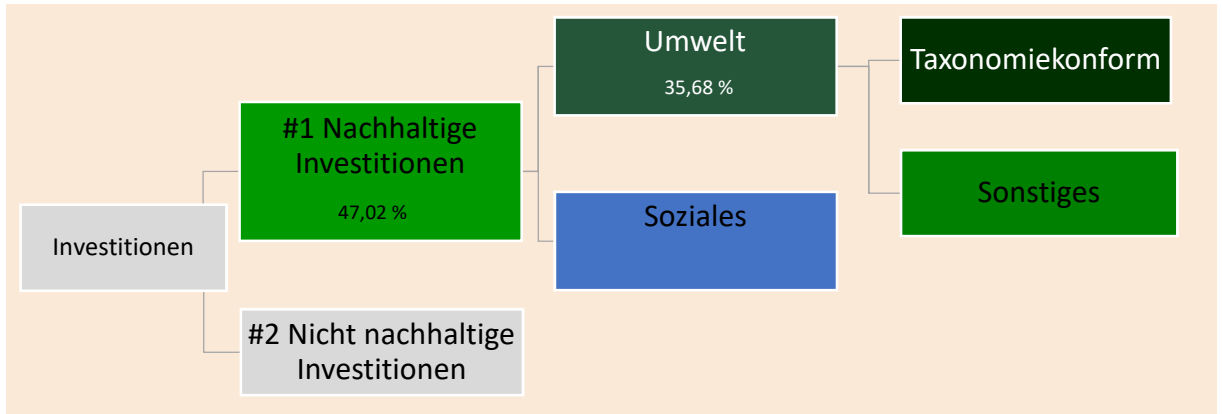 Investitionen
#1 Nachhaltige
Investitionen
47,02 %
#2 Nicht nachhaltige
Investitionen
Umwelt
35,68 %
Soziales
Taxonomiekonform
Sonstiges